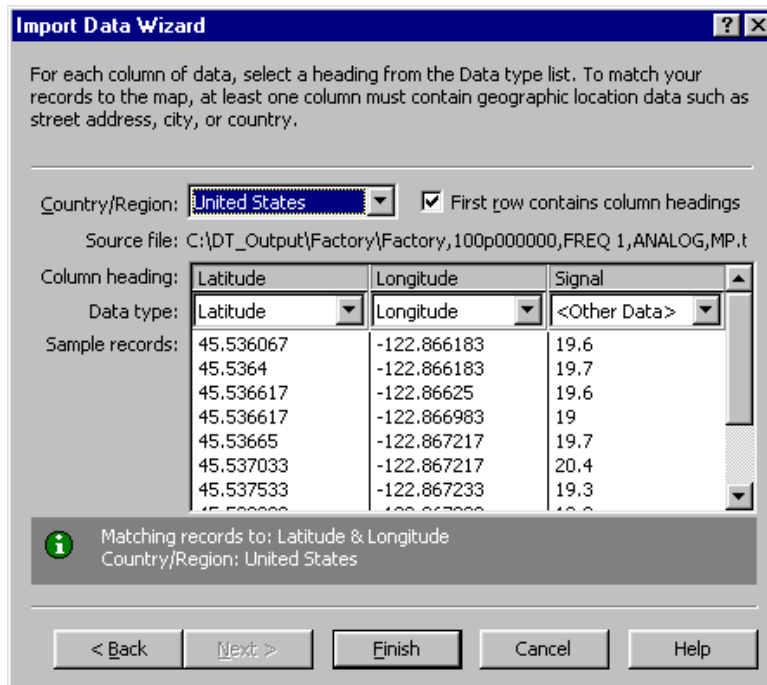 Import Data Wizard
For each column of data, select a heading from the Data type list. To match your
records to the map, at least one column must contain geographic location data such as
street address, city, or country.
Country/Region: United States First row contains column headings
Source file: C:\DT_Output\Factory\Factory,100p000000,FREQ 1,ANALOG,MP.t
Column heading: Latitude Longitude Signal
Data type: Latitude Longitude <Other Data>
Sample records: 45.536067 -122.866183 19.6
45.5364 -122.866183 19.7
45.536617 -122.86625 19.6
45.536617 -122.866983 19
45.53665 -122.867217 19.7
45.537033 -122.867217 20.4
45.537533 -122.867233 19.3
Matching records to: Latitude & Longitude
Country/Region: United States
< Back Next > Finish Cancel Help